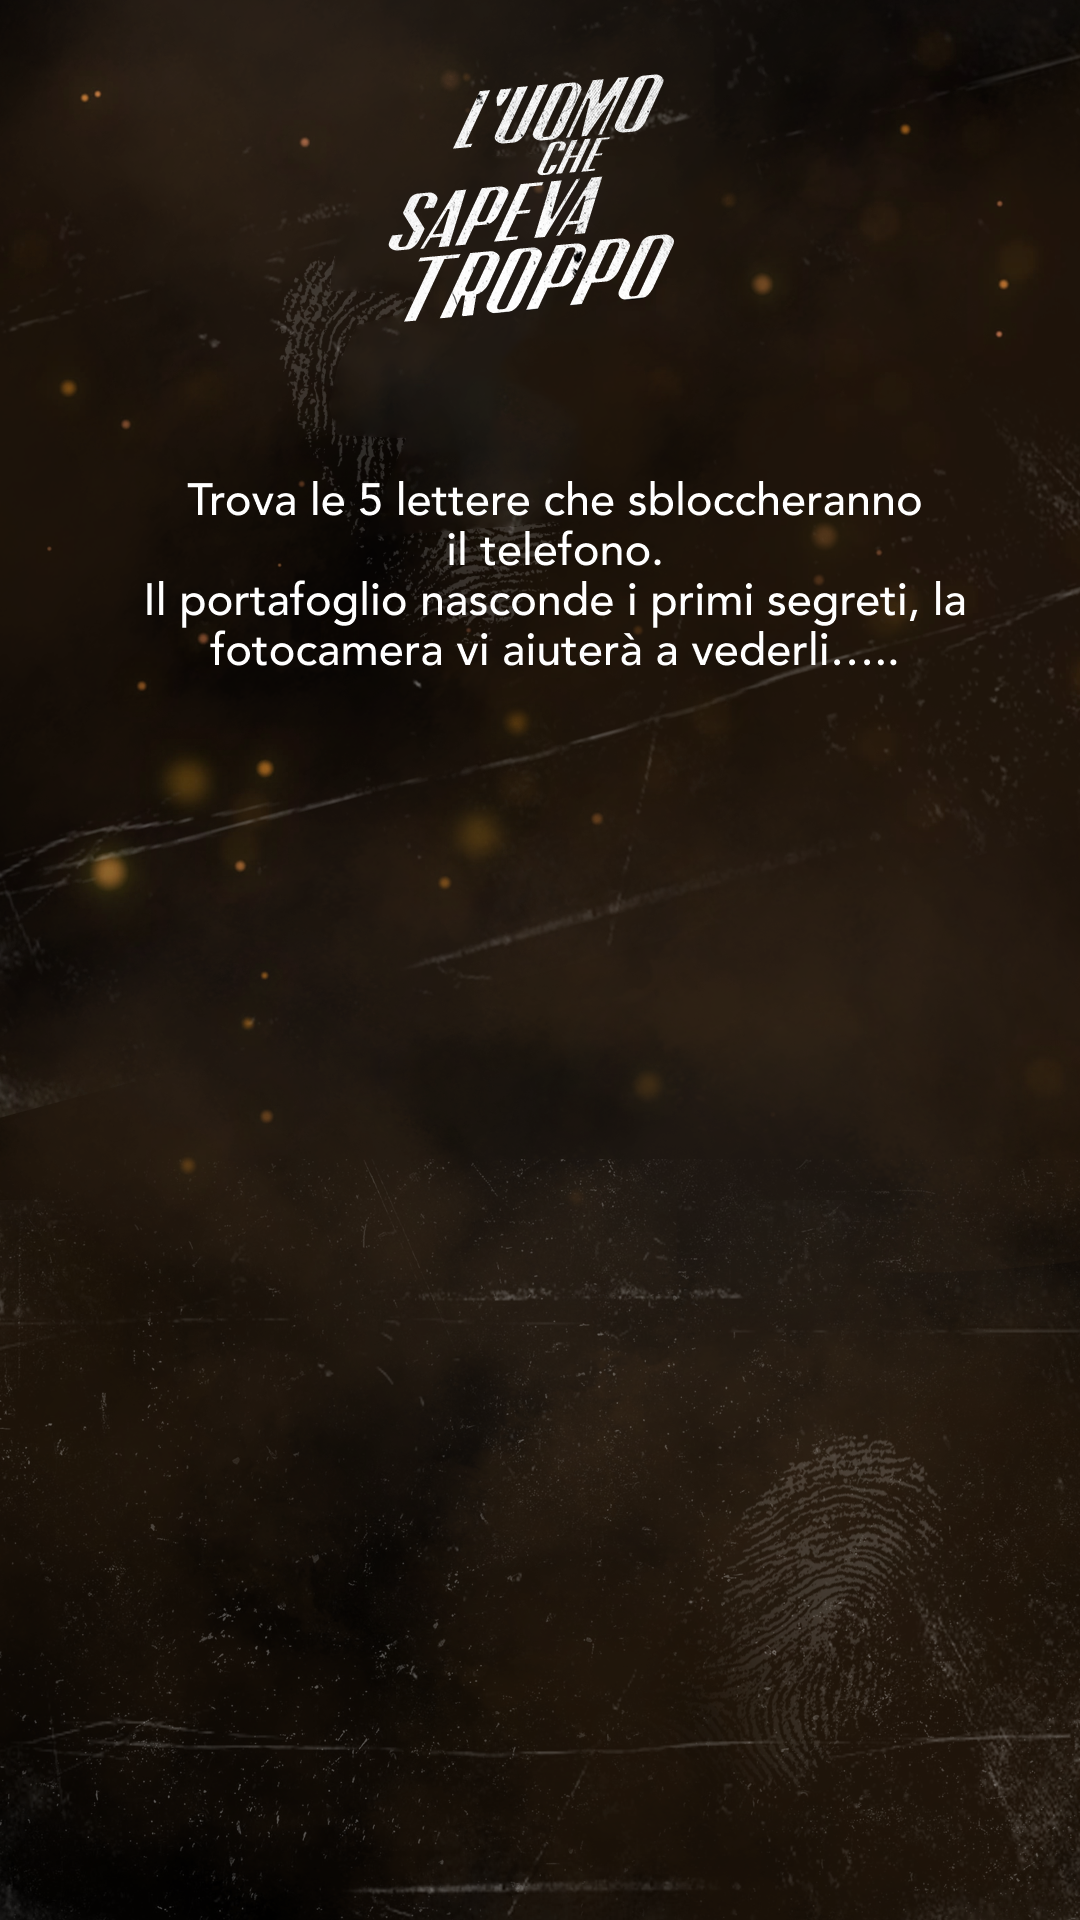 L'UOMO
CHE
SAPEVA
TROPPO
Trova le 5 lettere che sbloccheranno
il telefono.
Il portafoglio nasconde i primi segreti, la
fotocamera vi aiuterà a vederli.....